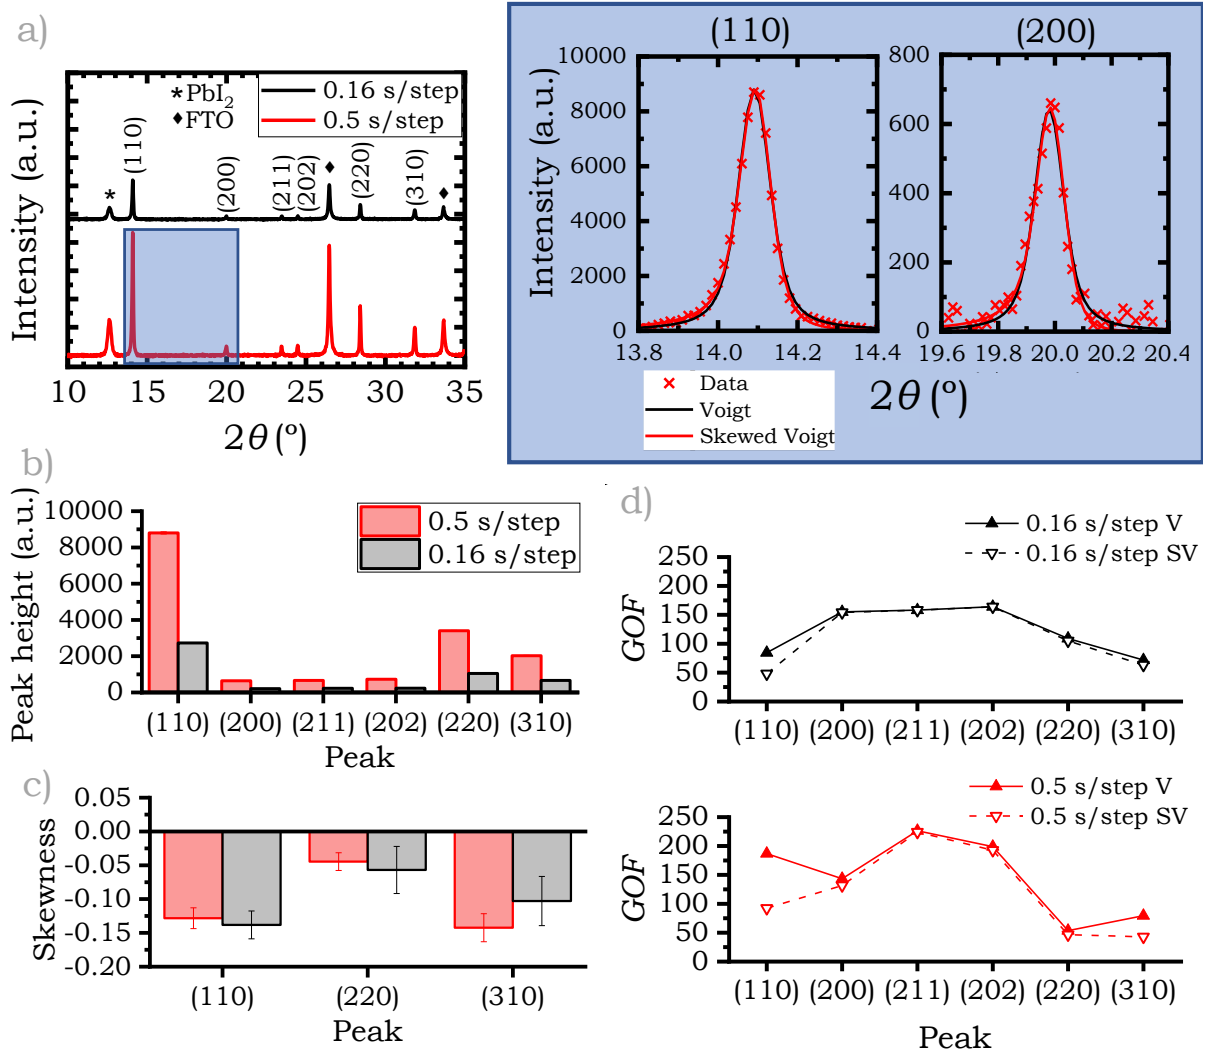 a)
Intensity (a.u.)
*PbI₂
♦FTO
0.16 s/step
0.5 s/step
(110)
(200)
(211)
(202)
(220)
(310)
*
♦
♦
10 15 20 25 30 35
2θ (°)
(110)
Intensity (a.u.)
10000
8000
6000
4000
2000
0
13.8 14.0 14.2 14.4
(200)
800
600
400
200
0
19.6 19.8 20.0 20.2 20.4
2θ (°)
Data
Voigt
Skewed Voigt
b)
Peak height (a.u.)
10000
8000
6000
4000
2000
0
0.5 s/step
0.16 s/step
(110) (200) (211) (202) (220) (310)
Peak
c)
Skewness
0.05
0.00
-0.05
-0.10
-0.15
-0.20
(110) (220) (310)
Peak
d)
0.16 s/step V
0.16 s/step SV
GOF
250
200
150
100
50
0
(110) (200) (211) (202) (220) (310)
0.5 s/step V
0.5 s/step SV
GOF
250
200
150
100
50
0
(110) (200) (211) (202) (220) (310)
Peak